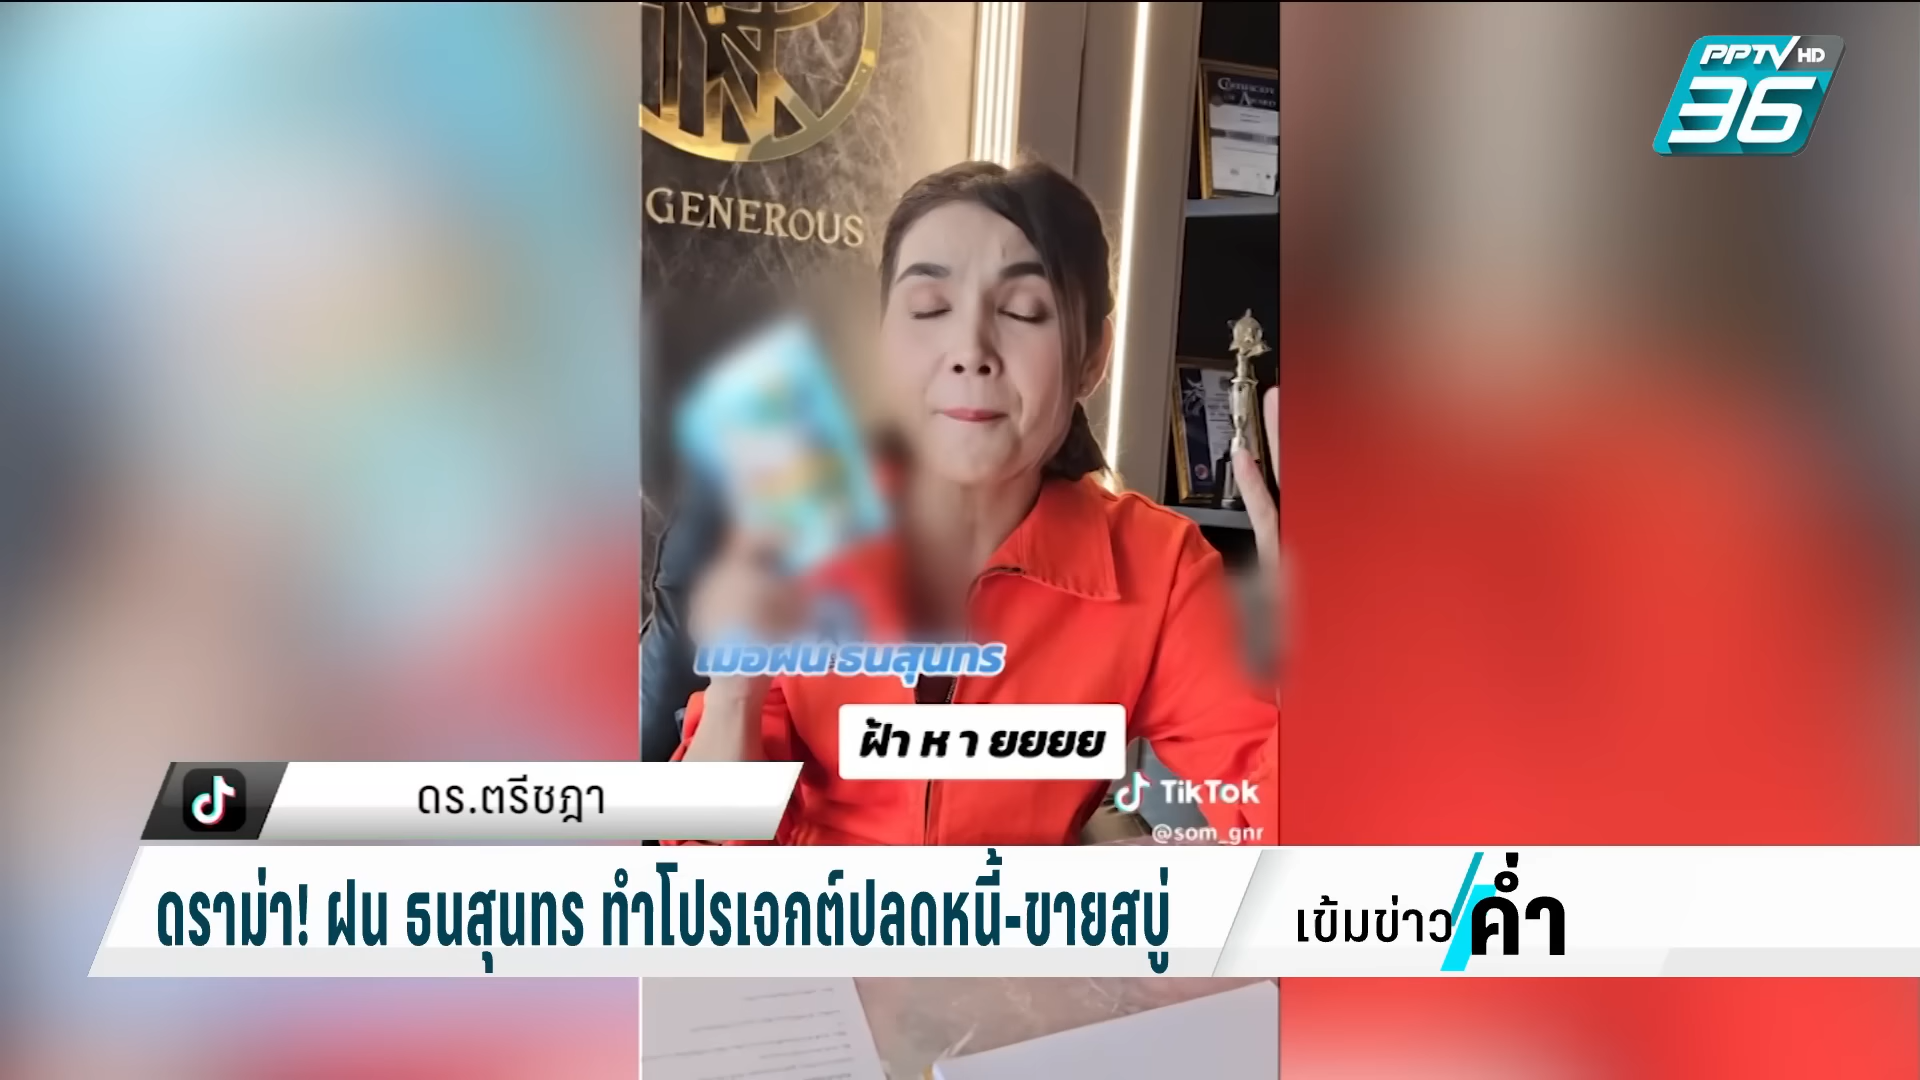 PPTV HD
36
GENEROUS
CERTIFICATE
OF AWARD
เมื่อฝน ธนสุนทร
ฝ้า ห า ยยยย
TikTok
@som_gnr
ดร.ตรีชฎา
ดราม่า! ฝน ธนสุนทร ทำโปรเจกต์ปลดหนี้-ขายสบู่
เข้มข่าวค่ำ